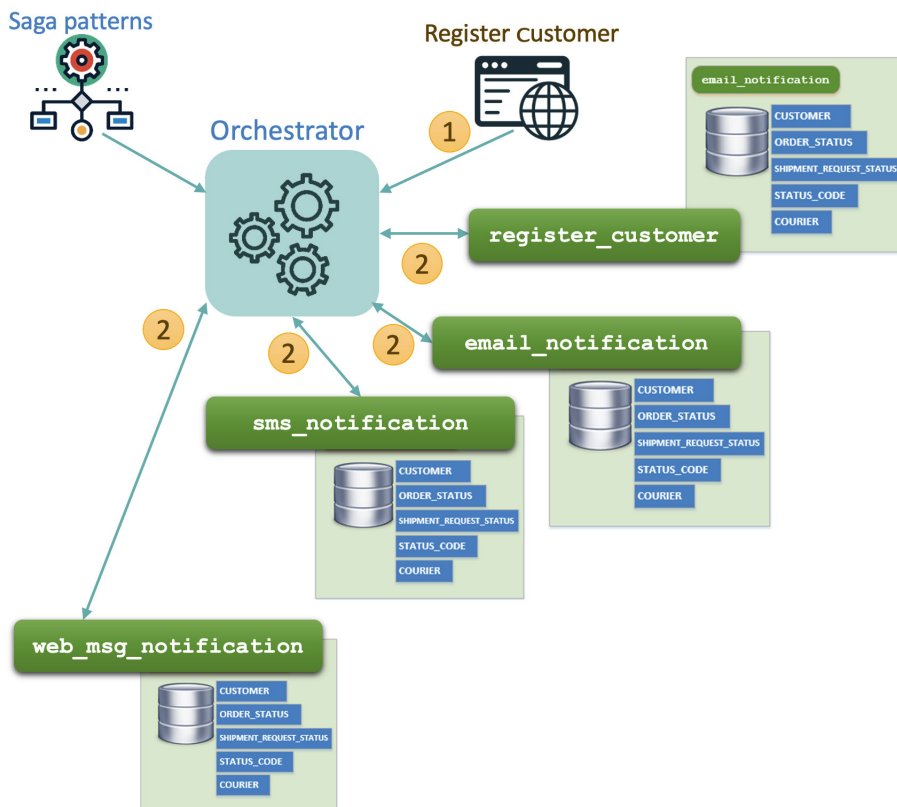 Saga patterns
Register customer
email_notification
CUSTOMER
ORDER_STATUS
SHIPMENT_REQUEST_STATUS
STATUS_CODE
COURIER
...
...
Orchestrator
1
register_customer
2
email_notification
2
CUSTOMER
ORDER_STATUS
SHIPMENT_REQUEST_STATUS
STATUS_CODE
COURIER
2
sms_notification
CUSTOMER
ORDER_STATUS
SHIPMENT_REQUEST_STATUS
STATUS_CODE
COURIER
2
web_msg_notification
CUSTOMER
ORDER_STATUS
SHIPMENT_REQUEST_STATUS
STATUS_CODE
COURIER